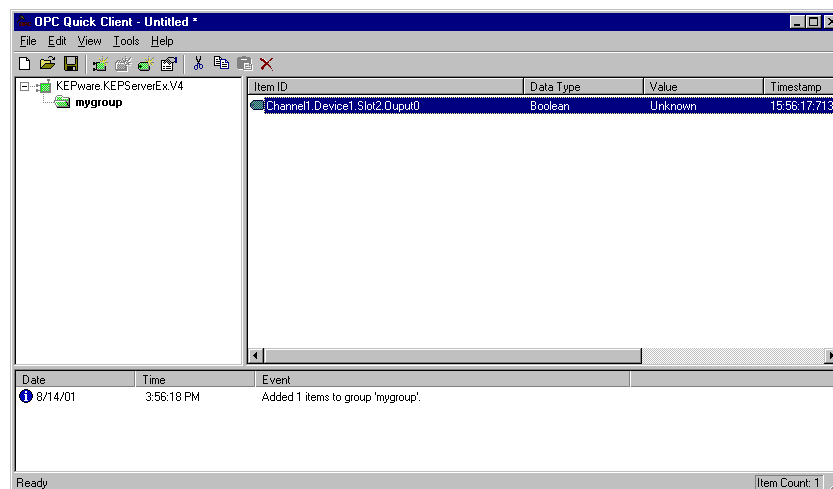 OPC Quick Client - Untitled *
File Edit View Tools Help
KEPware.KEPServerEx.V4
mygroup
Item ID Data Type Value Timestamp
Channel1.Device1.Slot2.Ouput0 Boolean Unknown 15:56:17:713
Date Time Event
8/14/01 3:56:18 PM Added 1 items to group 'mygroup'.
Ready Item Count: 1